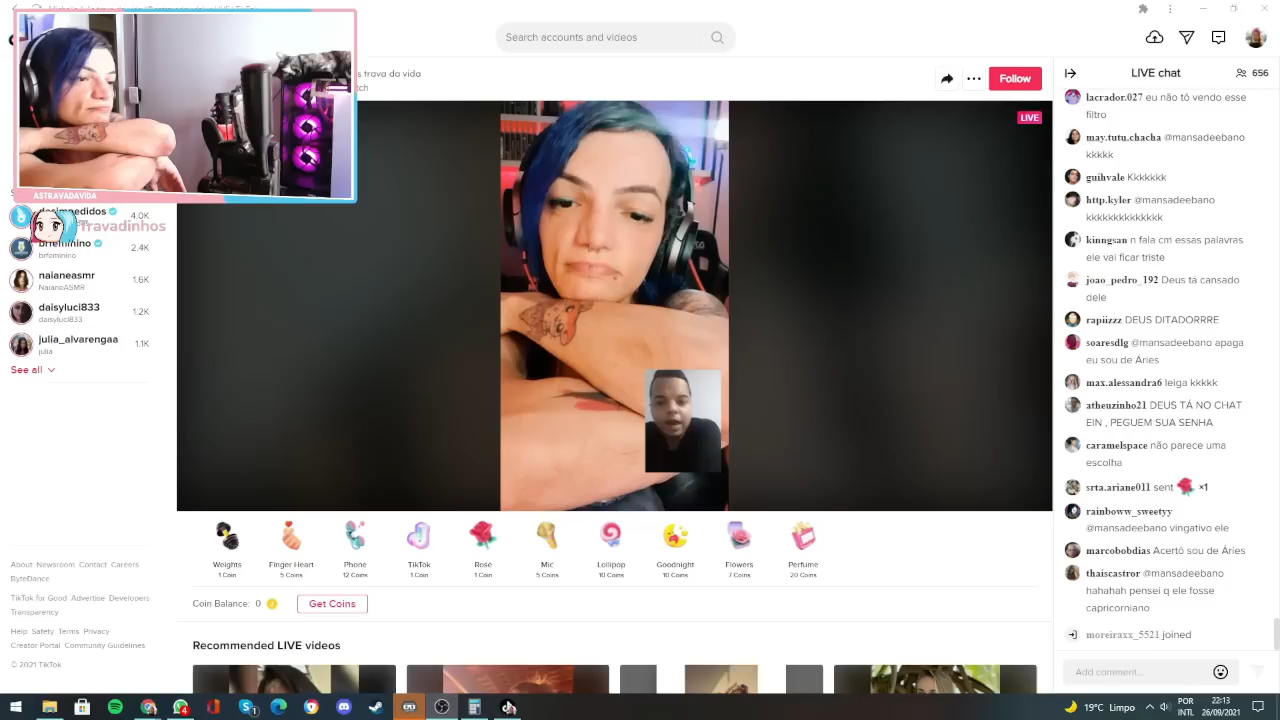 Search accounts and words
s trava da vida
tch
Follow
LIVE
ASTRAVADAVIDA
Travadinhos
desimpedidos
4.0K
brfeminino
brfeminino
2.4K
naianeasmr
NaianeASMR
1.6K
daisyluci833
daisyluci833
1.2K
julia_alvarengaa
julia
1.1K
See all
About Newsroom Contact Careers
ByteDance
TikTok for Good Advertise Developers
Transparency
Help Safety Terms Privacy
Creator Portal Community Guidelines
© 2021 TikTok
Weights
1 Coin
Finger Heart
5 Coins
Phone
12 Coins
TikTok
1 Coin
Rose
1 Coin
Mic
5 Coins
Lollipop
10 Coins
Goodnight
10 Coins
Flowers
7 Coins
Perfume
20 Coins
Coin Balance: 0
Get Coins
Recommended LIVE videos
LIVE chat
656
lacrador.027 eu não tô vendo esse
filtro
may.tutu.chacha @mansadeebano
kkkkk
guihvale Kkkkkkk
http.kyler @mansadeebano
kkkkkkkkkkkkkk
kinngsan n fala cm essas palavras
ele vai ficar triste
joao_pedro_192 Deus tá cansado
dele
rapiizzz DEUS DITADORRRE
soaresdlg @mansadeebano apaga
eu sou de Áries
max.alessandra6 leiga kkkkk
atheuzinho21 DEUS TÁ NO CHAT
EIN , PEGUEM SUA SENHA
caramelspace não parece uma
escolha
srta.ariane011 sent ×1
rainboww_sweetyy
@mansadeebano vingativo ele
marcobobdias Acertò sou de Áries
thaiscastror @mansadeebano
hahahah pensei q ele fosse
capricorniano
moreiraxx_5521 joined
Add comment...
19°C Limpo
POR
INTL
22:13
26/09/2021